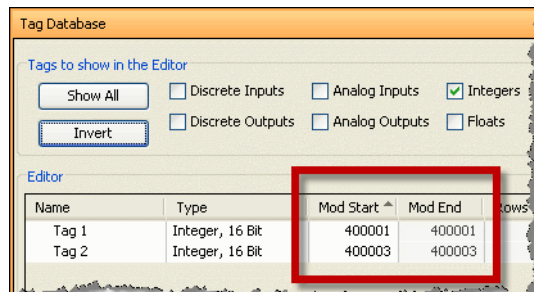 Tag Database
Tags to show in the Editor
Show All Discrete Inputs Analog Inputs Integers
Invert Discrete Outputs Analog Outputs Floats
Editor
Name Type Mod Start Mod End Rows
Tag 1 Integer, 16 Bit 400001 400001
Tag 2 Integer, 16 Bit 400003 400003